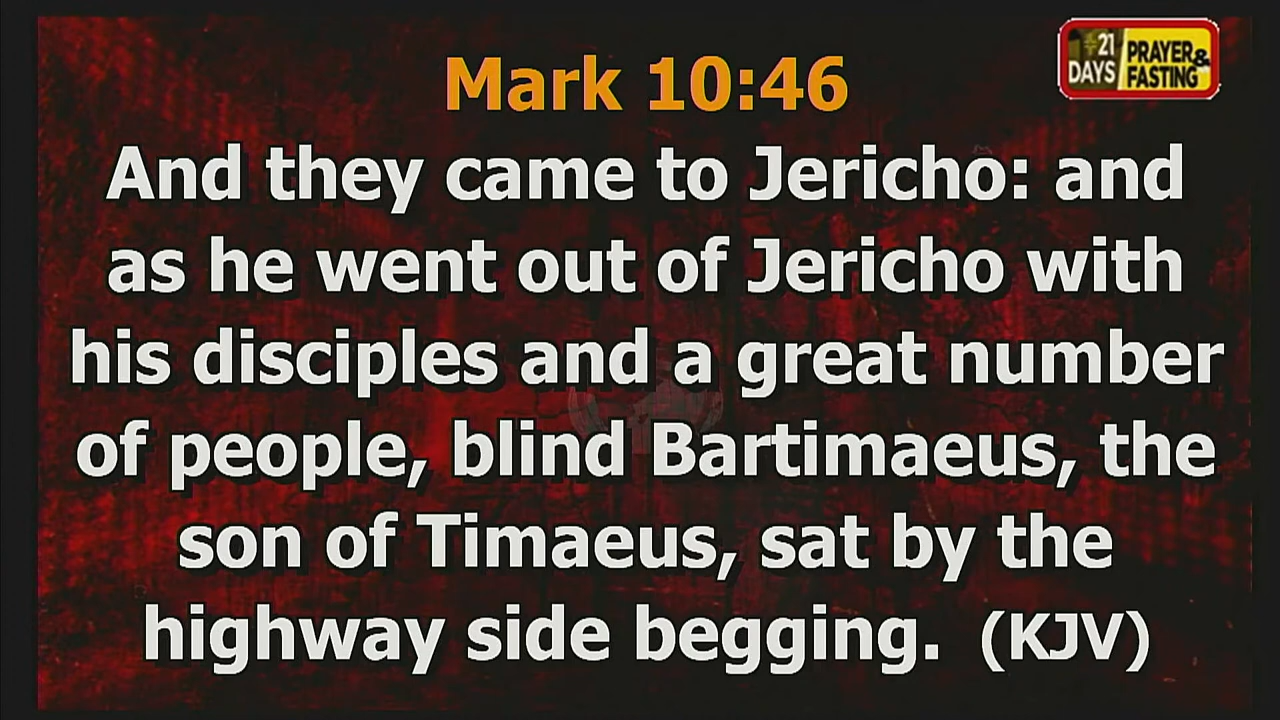 Mark 10:46
21
DAYS
PRAYER&
FASTING
And they came to Jericho: and
as he went out of Jericho with
his disciples and a great number
of people, blind Bartimaeus, the
son of Timaeus, sat by the
highway side begging. (KJV)